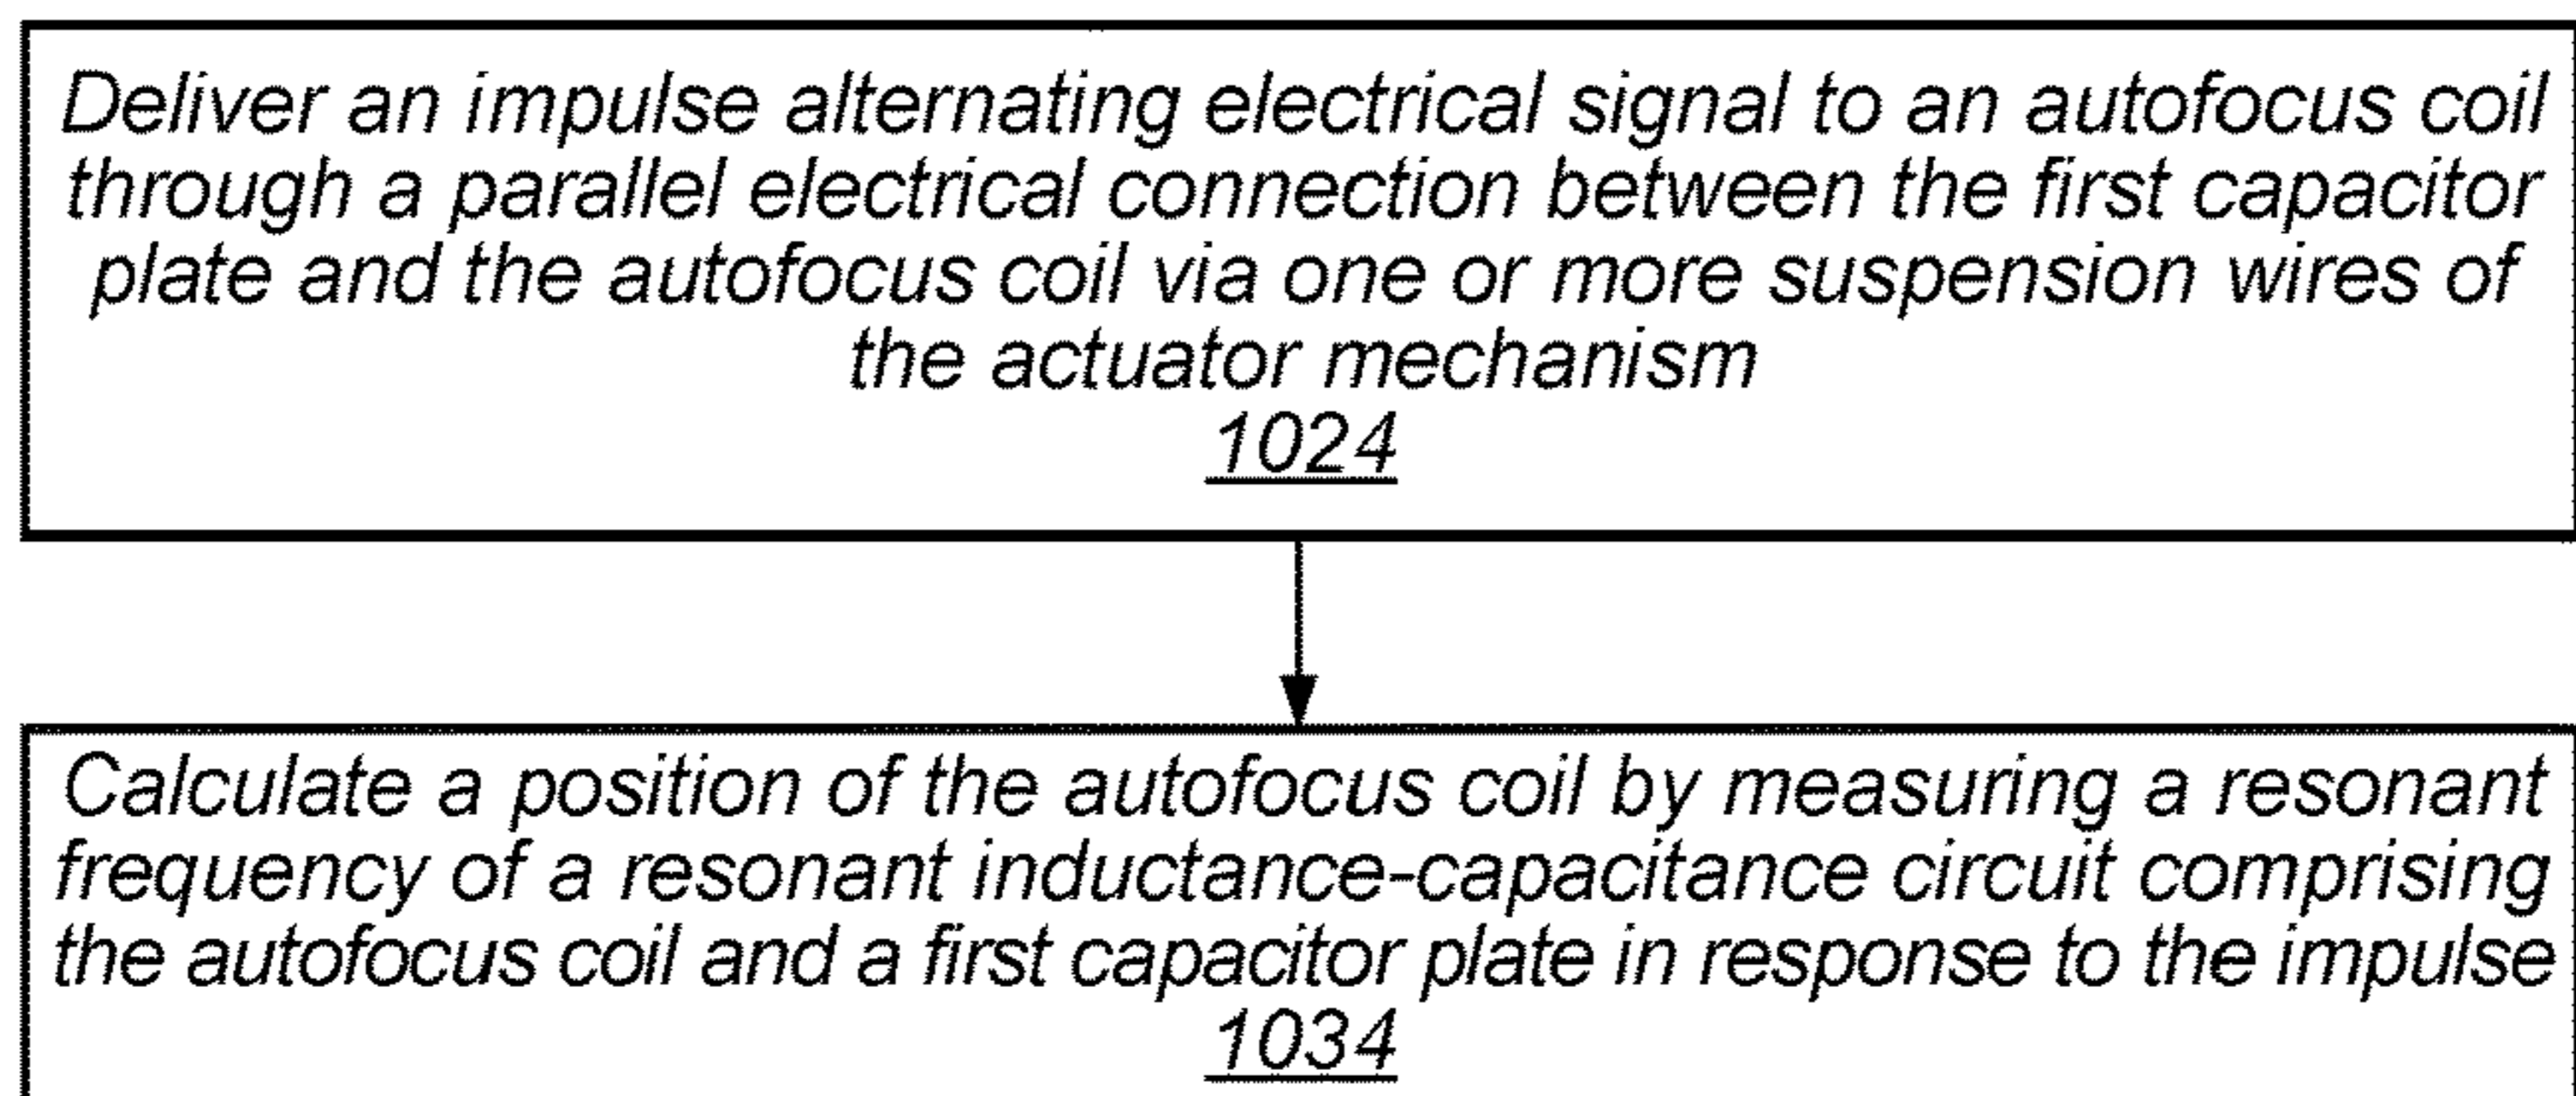 Deliver an impulse alternating electrical signal to an autofocus coil
through a parallel electrical connection between the first capacitor
plate and the autofocus coil via one or more suspension wires of
the actuator mechanism
1024
Calculate a position of the autofocus coil by measuring a resonant
frequency of a resonant inductance-capacitance circuit comprising
the autofocus coil and a first capacitor plate in response to the impulse
1034